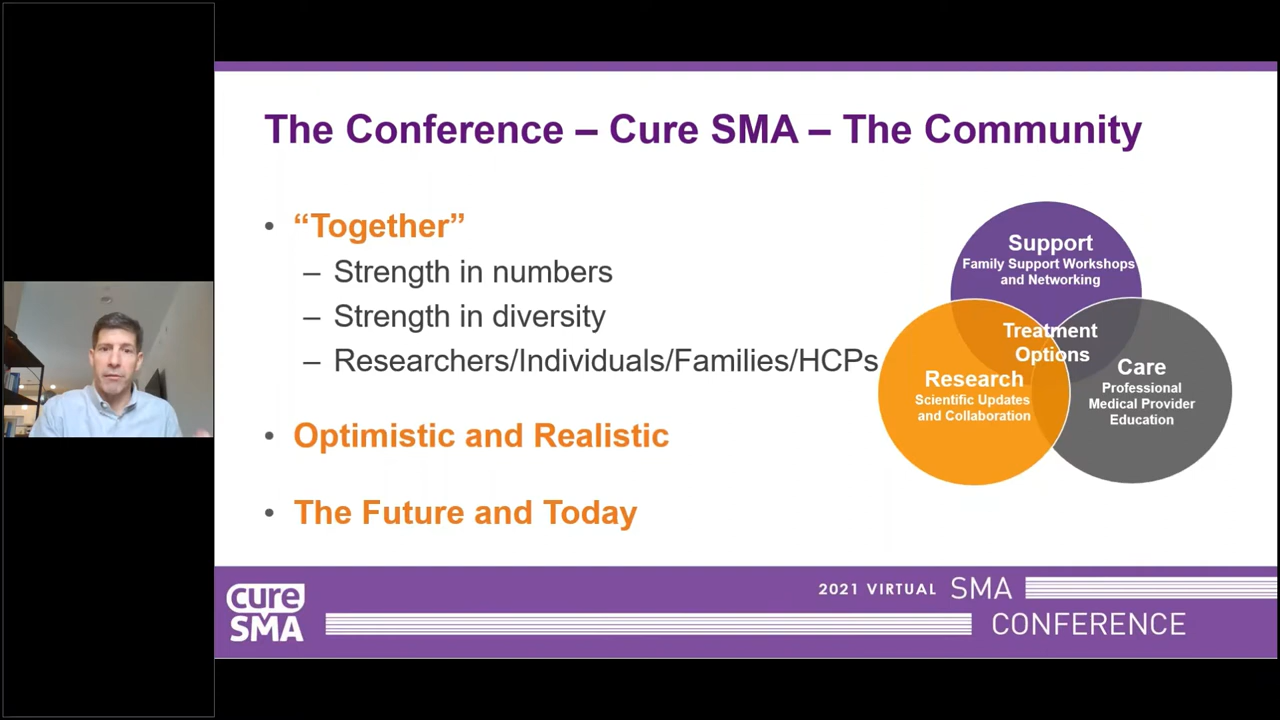 The Conference – Cure SMA – The Community
• “Together”
– Strength in numbers
– Strength in diversity
– Researchers/Individuals/Families/HCPs
• Optimistic and Realistic
• The Future and Today
Support
Family Support Workshops
and Networking
Treatment
Options
Research
Scientific Updates
and Collaboration
Care
Professional
Medical Provider
Education
cure
SMA
2021 VIRTUAL SMA
CONFERENCE